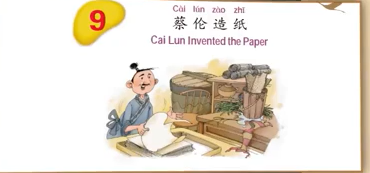 9
Cài lún zào zhǐ
蔡伦造纸
Cai Lun Invented the Paper